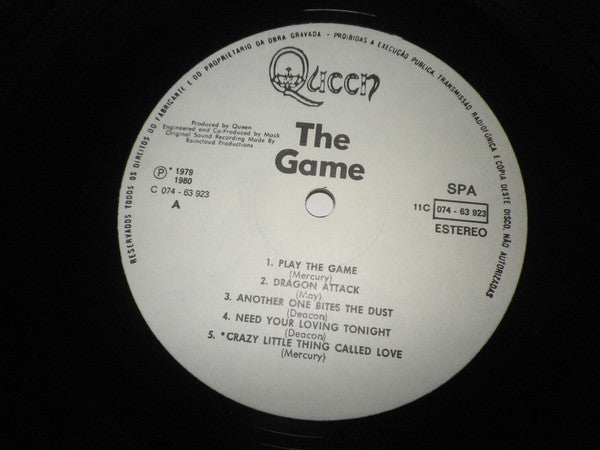 RESERVADOS TODOS OS DIREITOS DO FABRICANTE E DO PROPRIETARIO DA OBRA GRAVADA - PROIBIDAS A EXECUÇÃO PUBLICA, TRANSMISSÃO RADIOFÚNICA E CÓPIA DESTE DISCO, NÃO AUTORIZADAS
Queen
The
Game
Produced by Queen
Engineered and Co-Produced by Mack
Original Sound Recording Made By
Raincloud Productions
Ⓟ * 1979
1980
C 074 - 63 923
A
SPA
11C 074 - 63 923
ESTEREO
1. PLAY THE GAME
(Mercury)
2. DRAGON ATTACK
(May)
3. ANOTHER ONE BITES THE DUST
(Deacon)
4. NEED YOUR LOVING TONIGHT
(Deacon)
5. *CRAZY LITTLE THING CALLED LOVE
(Mercury)